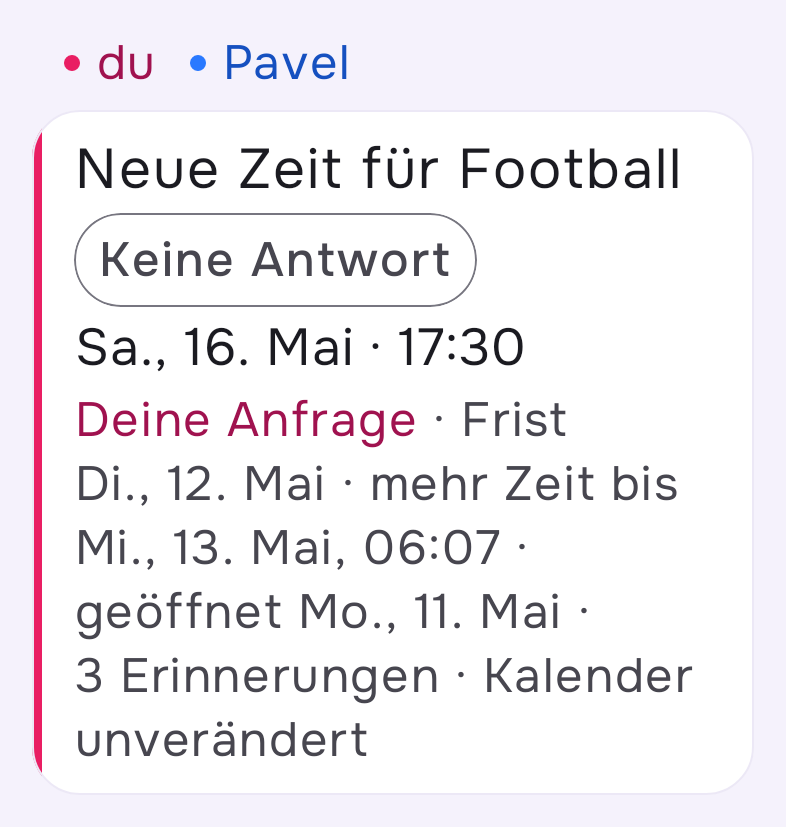 • du • Pavel
Neue Zeit für Football
Keine Antwort
Sa., 16. Mai · 17:30
Deine Anfrage · Frist
Di., 12. Mai · mehr Zeit bis
Mi., 13. Mai, 06:07 ·
geöffnet Mo., 11. Mai ·
3 Erinnerungen · Kalender
unverändert